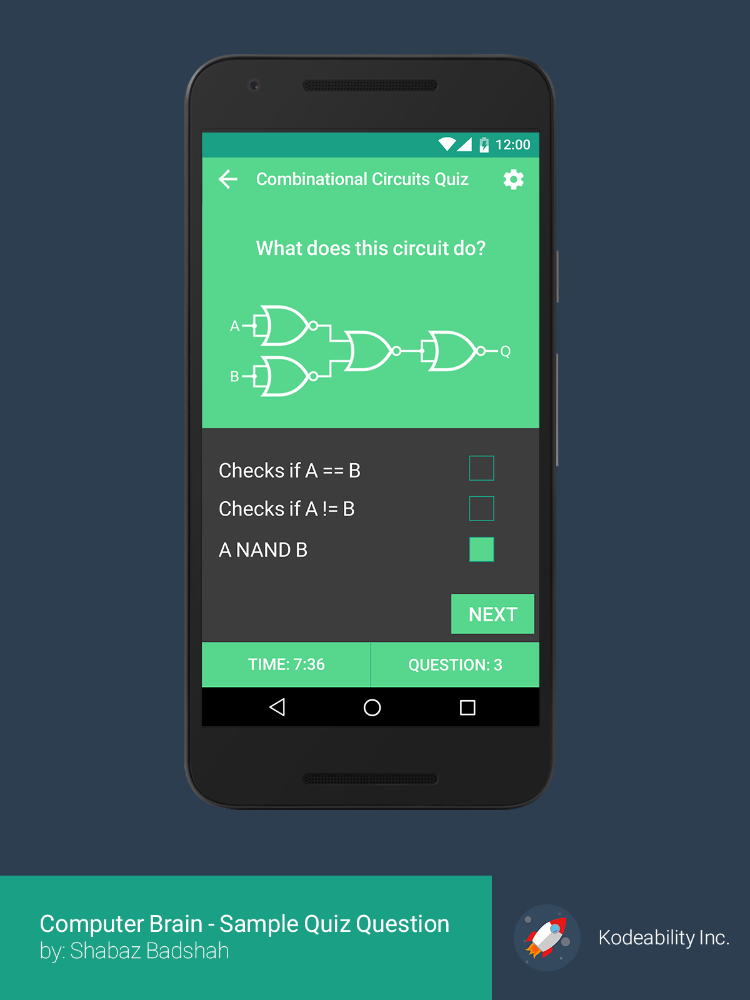 12:00
Combinational Circuits Quiz
What does this circuit do?
A
B
Q
Checks if A == B
Checks if A != B
A NAND B
NEXT
TIME: 7:36
QUESTION: 3
Computer Brain - Sample Quiz Question
by: Shabaz Badshah
Kodeability Inc.